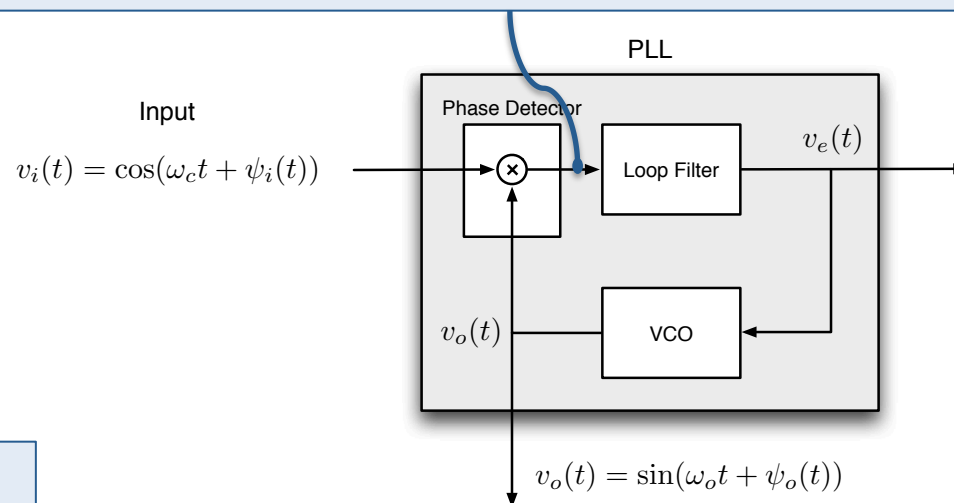 PLL
Input
Phase Detector
v_i(t) = cos(ω_c t + ψ_i(t))
×
Loop Filter
v_e(t)
v_o(t)
VCO
v_o(t) = sin(ω_o t + ψ_o(t))